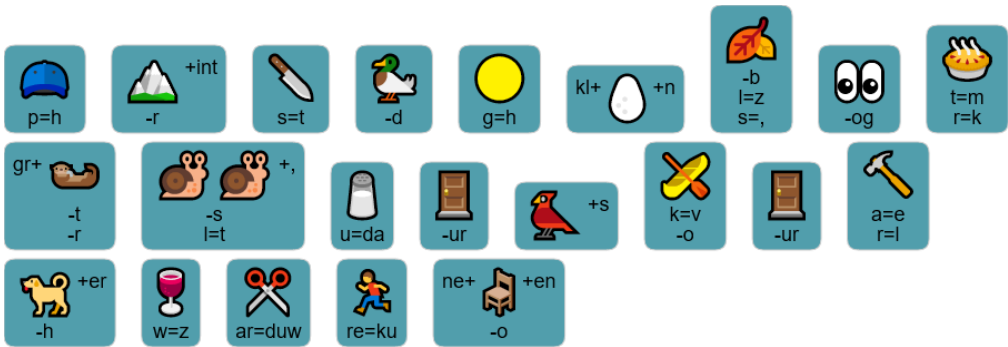 p=h
+int
-r
s=t
-d
g=h
kl+ +n
-b
l=z
s=,
-og
t=m
r=k
gr+
-t
-r
+,
-s
l=t
u=da
-ur
+s
k=v
-o
-ur
a=e
r=l
+er
-h
w=z
ar=duw
re=ku
ne+ +en
-o